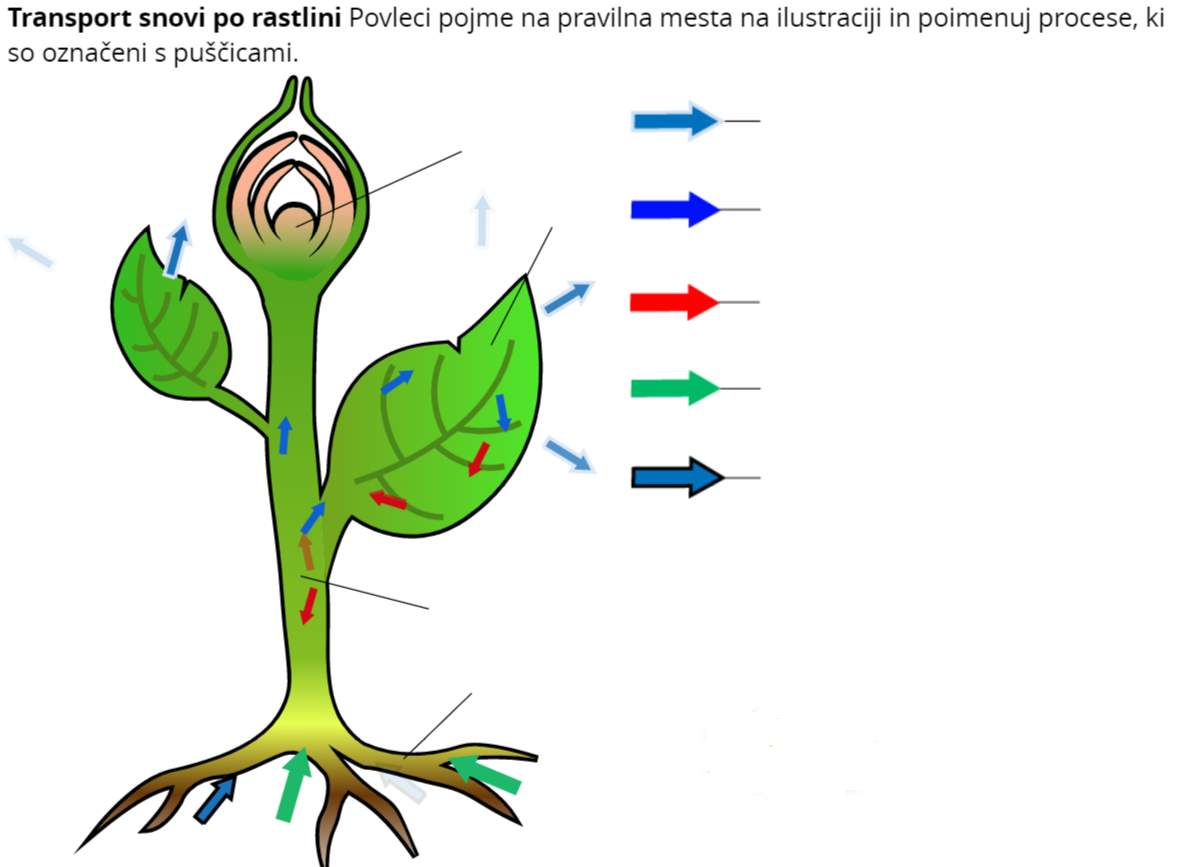 Transport snovi po rastlini Povleci pojme na pravilna mesta na ilustraciji in poimenuj procese, ki
so označeni s puščicami.